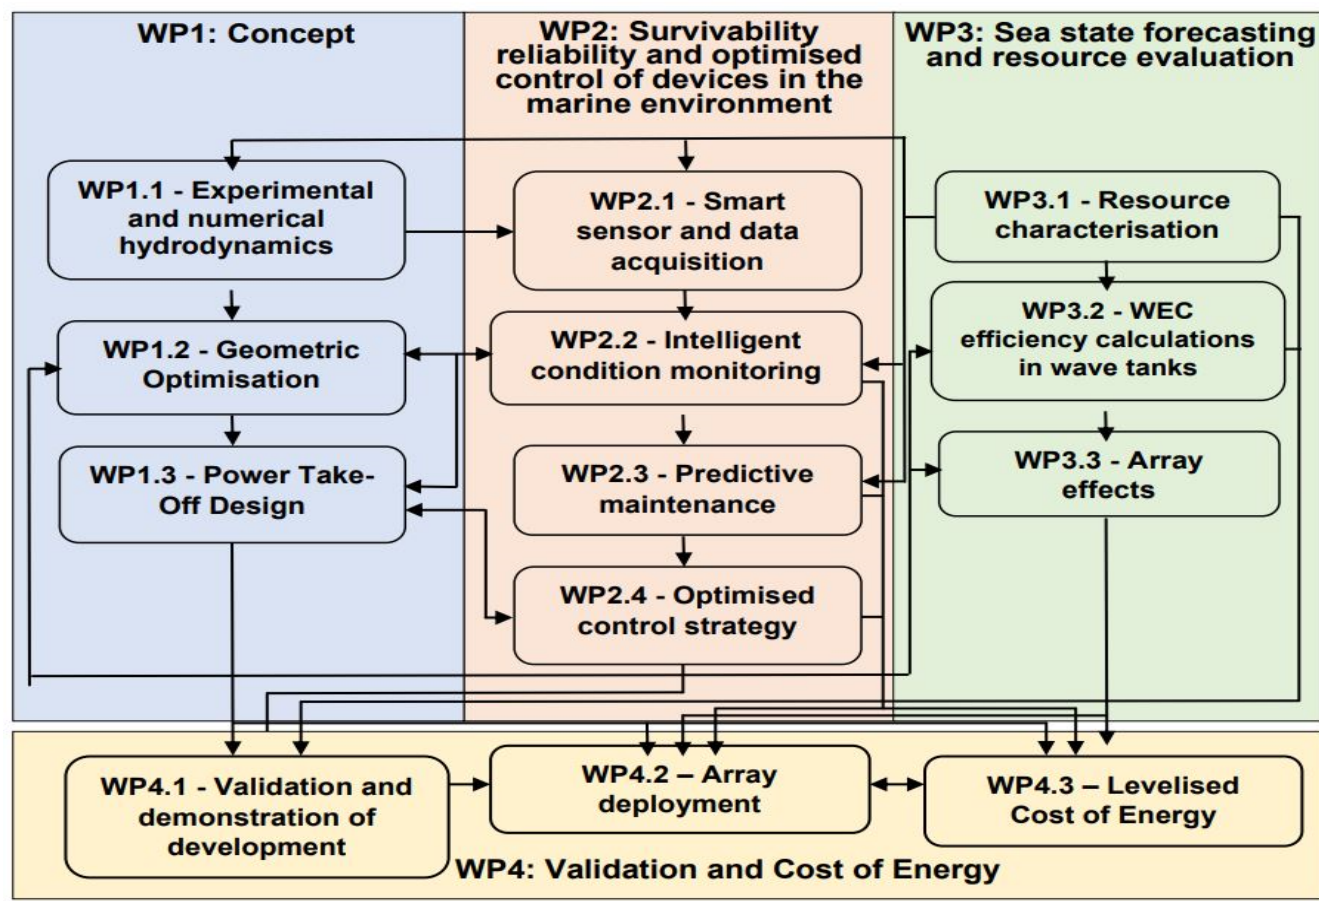 WP1: Concept
WP2: Survivability
reliability and optimised
control of devices in the
marine environment
WP3: Sea state forecasting
and resource evaluation
WP1.1 - Experimental
and numerical
hydrodynamics
WP1.2 - Geometric
Optimisation
WP1.3 - Power Take-
Off Design
WP2.1 - Smart
sensor and data
acquisition
WP2.2 - Intelligent
condition monitoring
WP2.3 - Predictive
maintenance
WP2.4 - Optimised
control strategy
WP3.1 - Resource
characterisation
WP3.2 - WEC
efficiency calculations
in wave tanks
WP3.3 - Array
effects
WP4.1 - Validation and
demonstration of
development
WP4.2 – Array
deployment
WP4.3 – Levelised
Cost of Energy
WP4: Validation and Cost of Energy